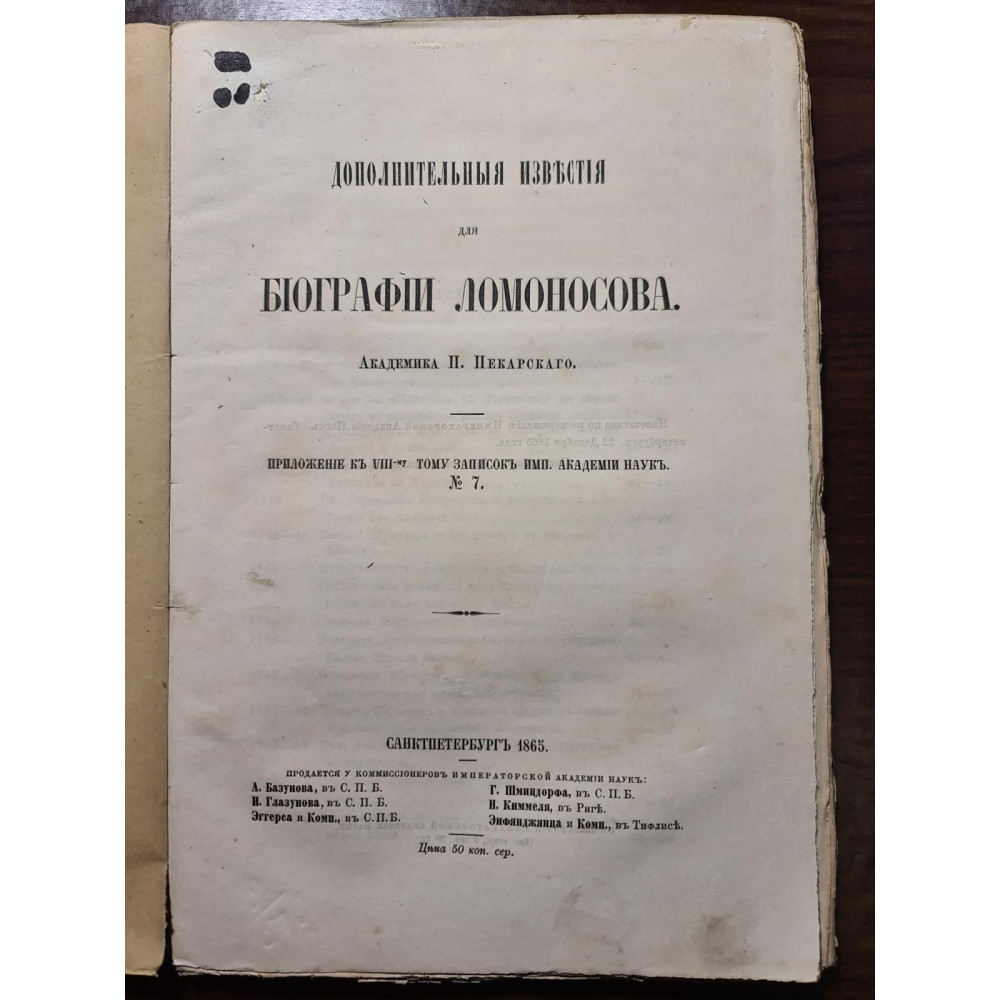 ДОПОЛНИТЕЛЬНЫЯ ИЗВѢСТІЯ
ДЛЯ
БІОГРАФІИ ЛОМОНОСОВА.
АКАДЕМИКА П. ПЕКАРСКАГО.
ПРИЛОЖЕНІЕ КЪ VIII-МУ ТОМУ ЗАПИСОКЪ ИМП. АКАДЕМІИ НАУКЪ.
№ 7.
САНКТПЕТЕРБУРГЪ 1865.
ПРОДАЕТСЯ У КОММИССІОНЕРОВЪ ИМПЕРАТОРСКОЙ АКАДЕМІИ НАУКЪ:
А. Базунова, въ С. П. Б.
И. Глазунова, въ С. П. Б.
Эггерса и Комп., въ С.П.Б.
Г. Шмицдорфа, въ С. П. Б.
Н. Киммеля, въ Ригѣ.
Энфянджянца и Комп., въ Тифлисѣ.
Цѣна 50 коп. сер.